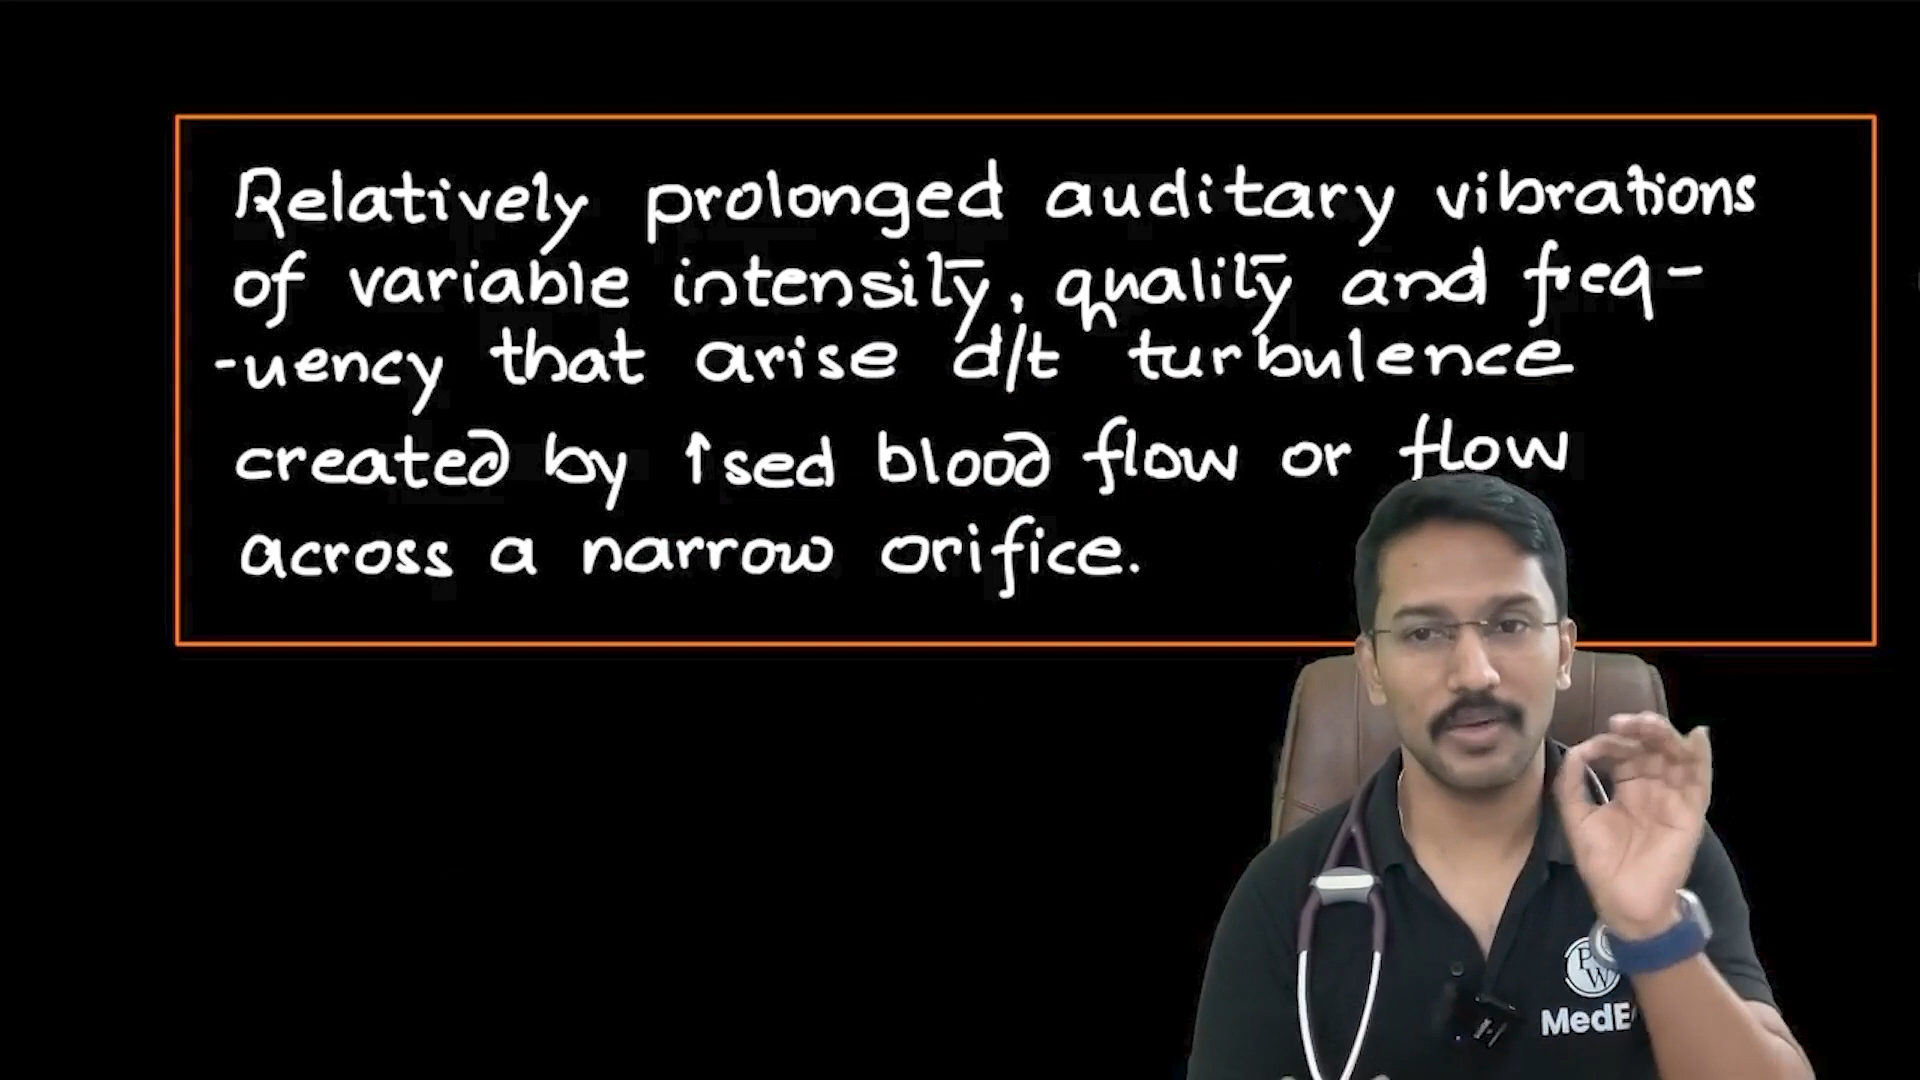 Relatively prolonged auditary vibrations
of variable intensity, quality and freq-
-uency that arise d/t turbulence
created by ↑sed blood flow or flow
across a narrow orifice.
PW
MedE